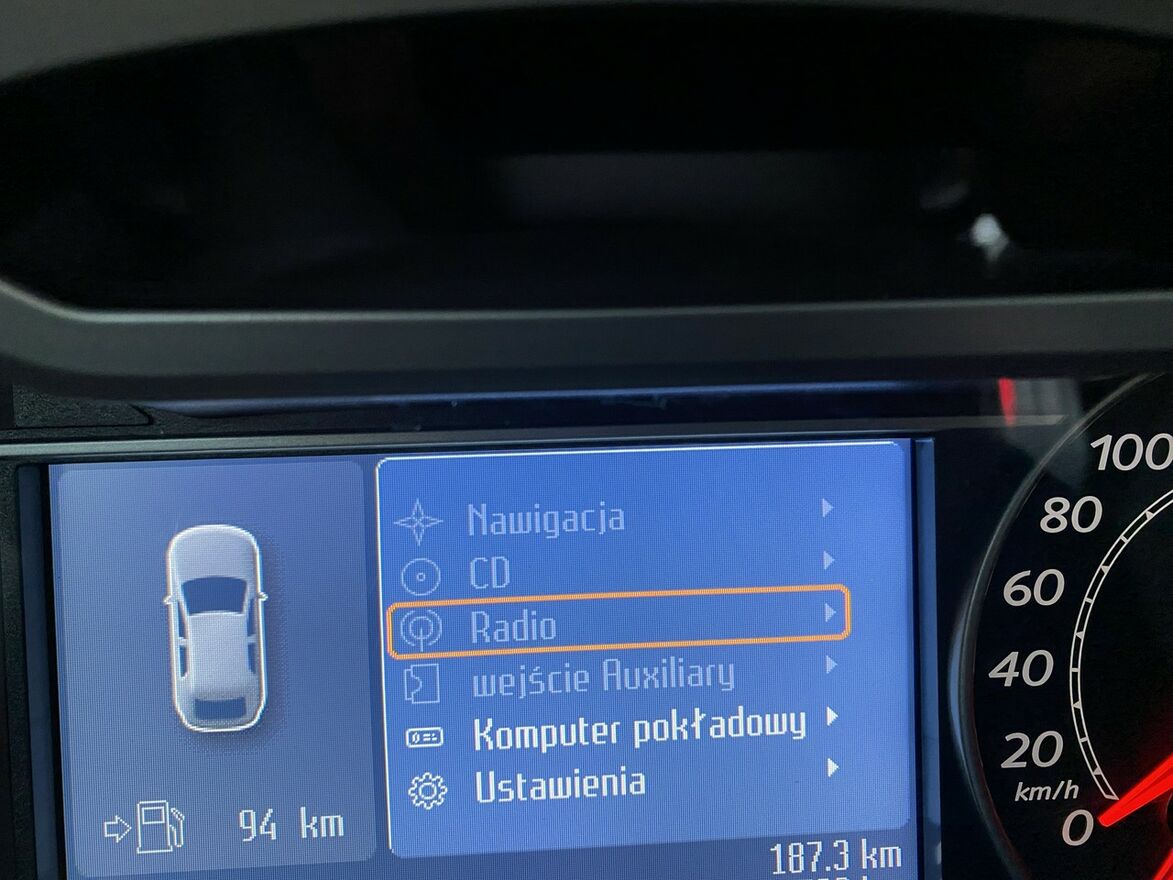 Nawigacja
CD
Radio
wejście Auxiliary
Komputer pokładowy
Ustawienia
94 km
187.3 km
100
80
60
40
20
km/h
0